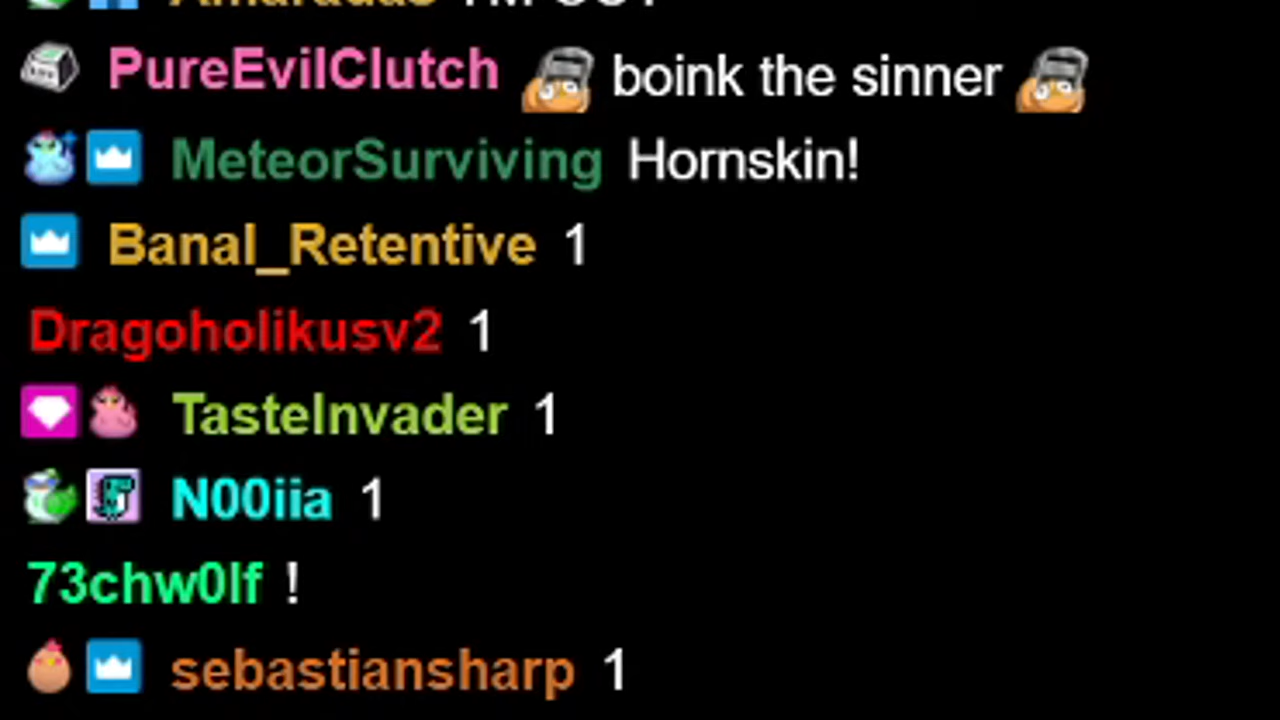 PureEvilClutch boink the sinner
MeteorSurviving Hornskin!
Banal_Retentive 1
Dragoholikusv2 1
TasteInvader 1
N00iia 1
73chw0lf !
sebastiansharp 1